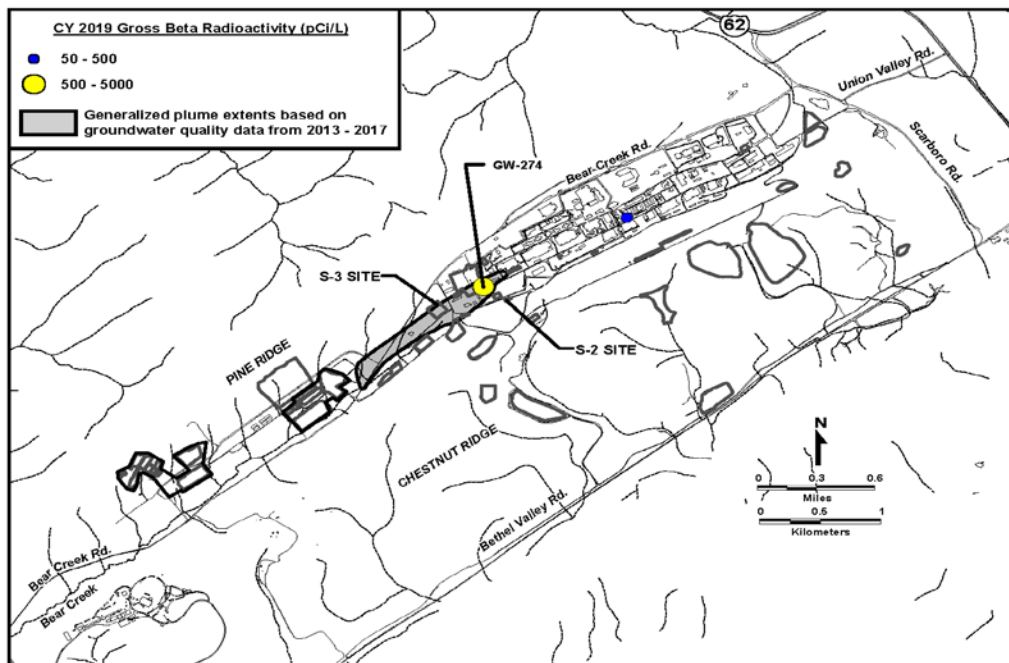 CY 2019 Gross Beta Radioactivity (pCi/L)
50 - 500
500 - 5000
Generalized plume extents based on
groundwater quality data from 2013 - 2017
62
Union Valley Rd.
Scarboro Rd.
Bear Creek Rd.
GW-274
S-3 SITE
S-2 SITE
PINE RIDGE
CHESTNUT RIDGE
Bethel Valley Rd.
N
0 0.3 0.6
Miles
0 0.5 1
Kilometers
Bear Creek Rd.
Bear Creek